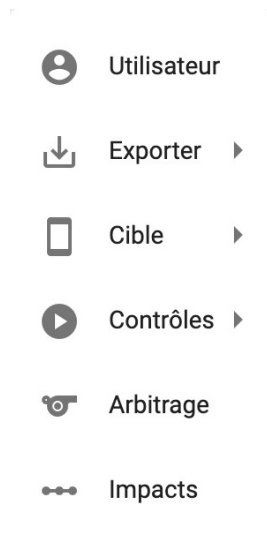 Utilisateur
Exporter
Cible
Contrôles
Arbitrage
Impacts